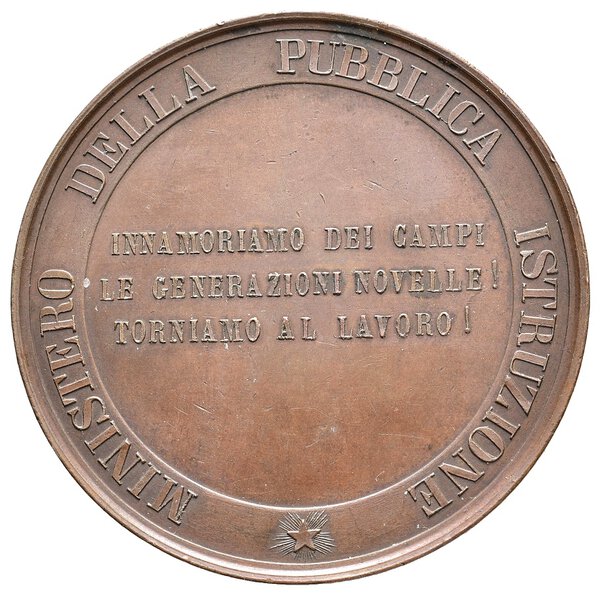 MINISTERO DELLA PUBBLICA ISTRUZIONE
INNAMORIAMO DEI CAMPI
LE GENERAZIONI NOVELLE!
TORNIAMO AL LAVORO!